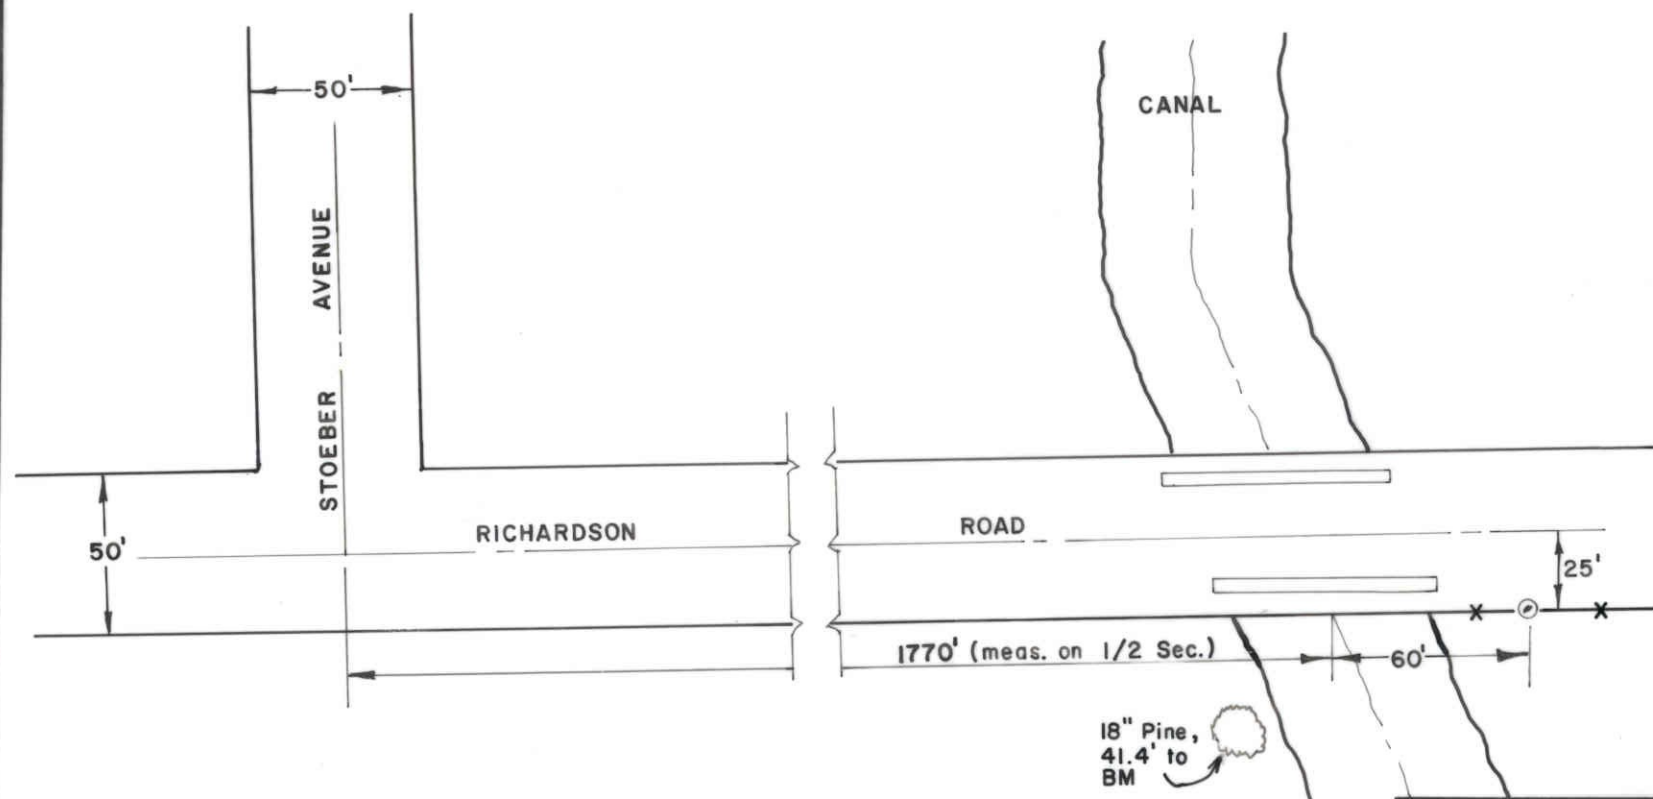 50'
CANAL
STOEBER AVENUE
RICHARDSON ROAD
50'
25'
1770' (meas. on 1/2 Sec.)
60'
18" Pine,
41.4' to
BM